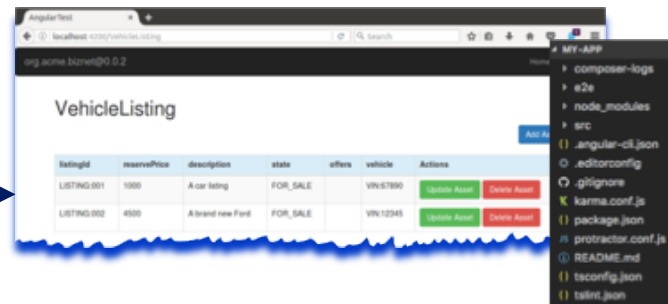 AngularTest
localhost:4200/VehicleListing
Search
org.acme.biznet@0.0.2
Home
VehicleListing
Add As
listingId reservePrice description state offers vehicle Actions
LISTING:001 1000 A car listing FOR_SALE VIN:67890 Update Asset Delete Asset
LISTING:002 4500 A brand new Ford FOR_SALE VIN:12345 Update Asset Delete Asset
MY-APP
composer-logs
e2e
node_modules
src
.angular-cli.json
.editorconfig
.gitignore
karma.conf.js
package.json
protractor.conf.js
README.md
tsconfig.json
tslint.json